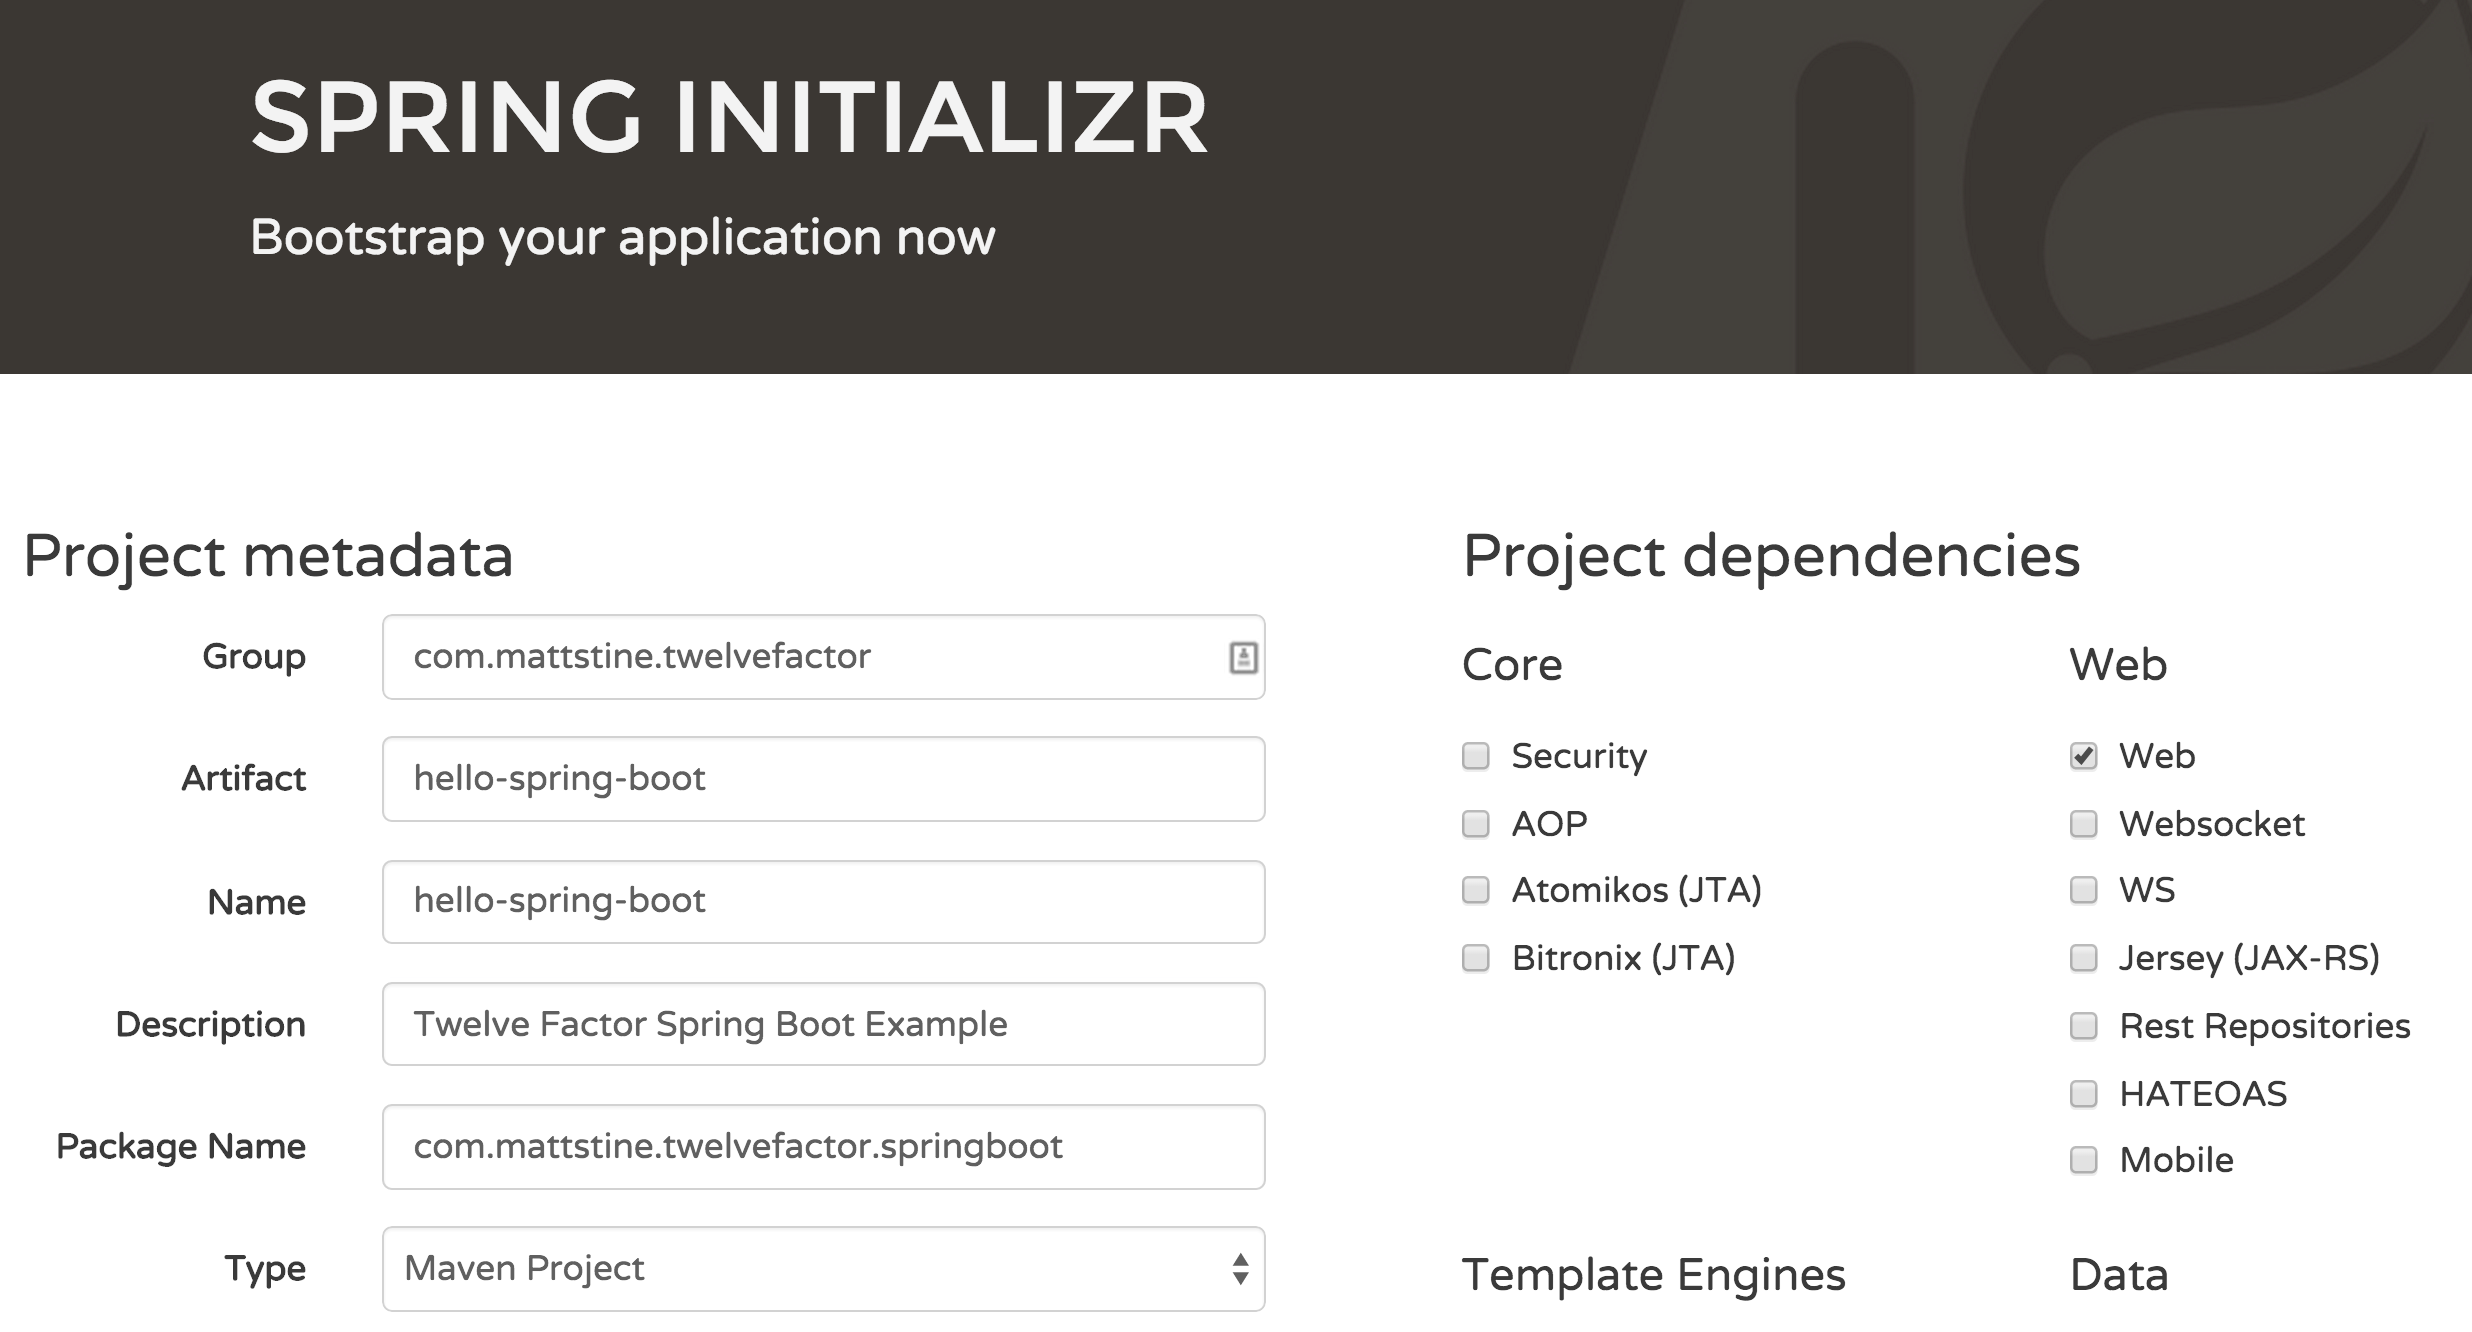 SPRING INITIALIZR
Bootstrap your application now
Project metadata
Group
com.mattstine.twelvefactor
Artifact
hello-spring-boot
Name
hello-spring-boot
Description
Twelve Factor Spring Boot Example
Package Name
com.mattstine.twelvefactor.springboot
Type
Maven Project
Project dependencies
Core
Security
AOP
Atomikos (JTA)
Bitronix (JTA)
Web
Web
Websocket
WS
Jersey (JAX-RS)
Rest Repositories
HATEOAS
Mobile
Template Engines
Data